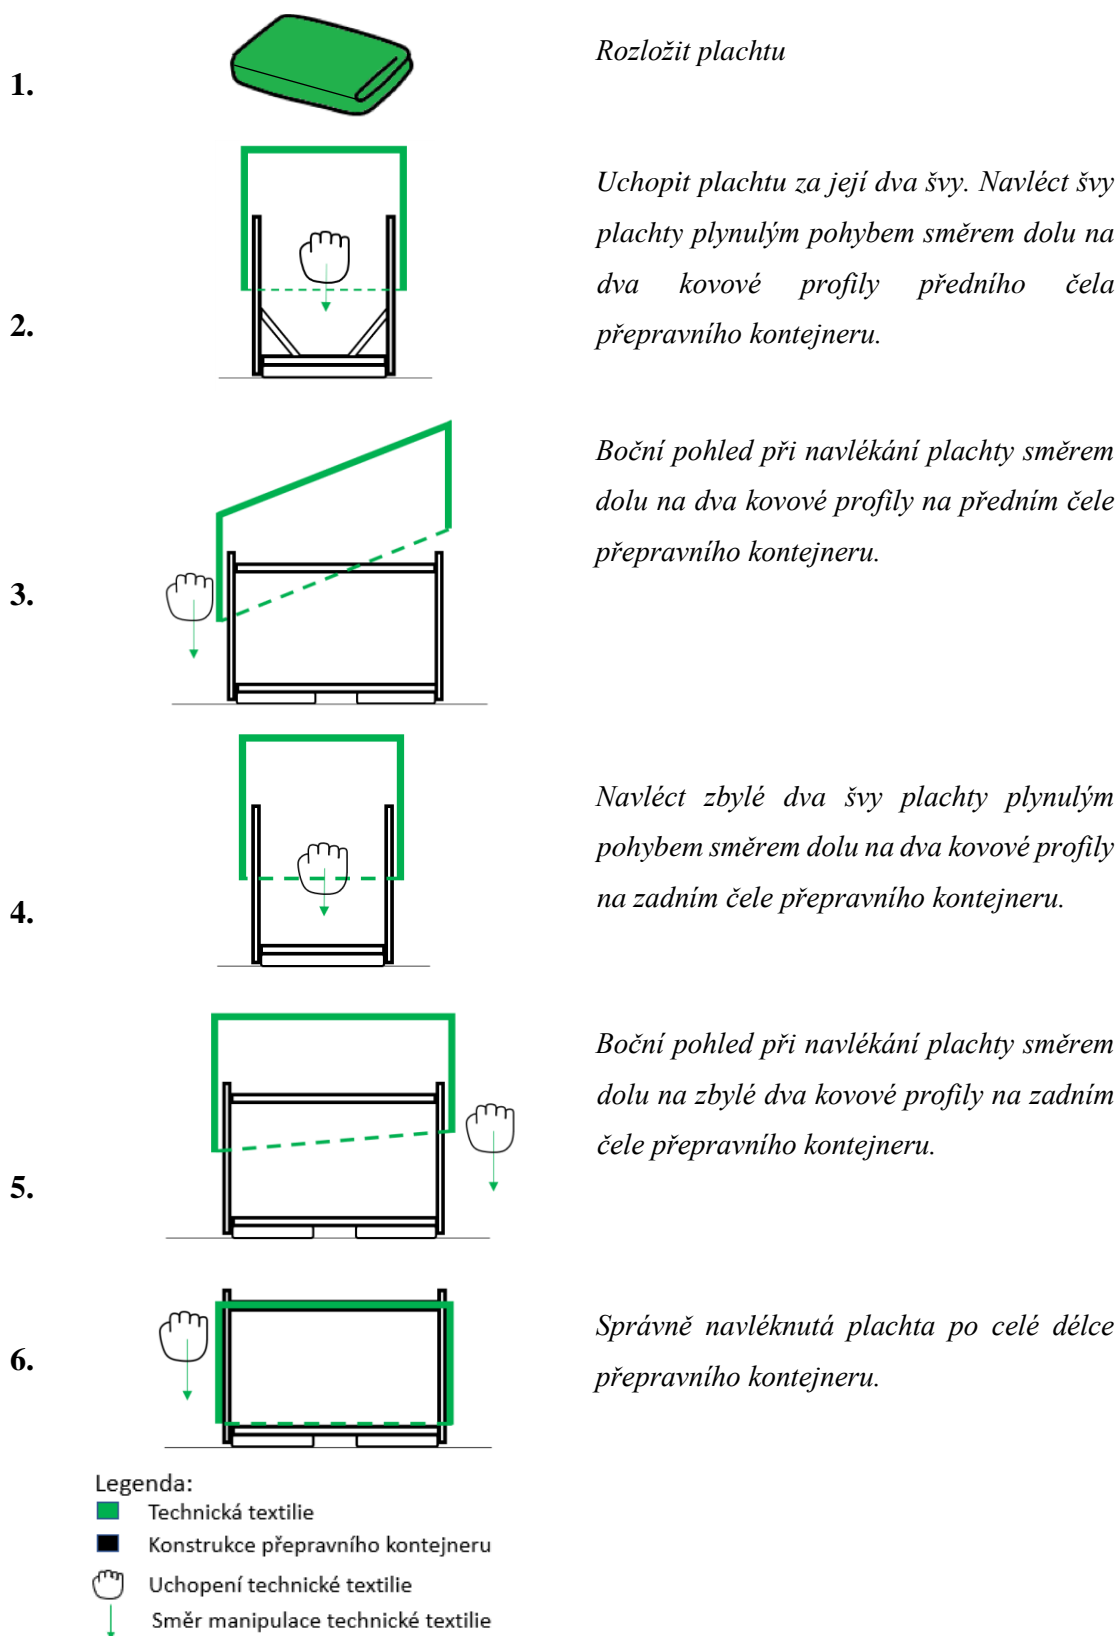 1.
Rozložit plachtu
2.
Uchopit plachtu za její dva švy. Navléct švy
plachty plynulým pohybem směrem dolu na
dva kovové profily předního čela
přepravního kontejneru.
3.
Boční pohled při navlékání plachty směrem
dolu na dva kovové profily na předním čele
přepravního kontejneru.
4.
Navléct zbylé dva švy plachty plynulým
pohybem směrem dolu na dva kovové profily
na zadním čele přepravního kontejneru.
5.
Boční pohled při navlékání plachty směrem
dolu na zbylé dva kovové profily na zadním
čele přepravního kontejneru.
6.
Správně navléknutá plachta po celé délce
přepravního kontejneru.
Legenda:
Technická textilie
Konstrukce přepravního kontejneru
Uchopení technické textilie
Směr manipulace technické textilie